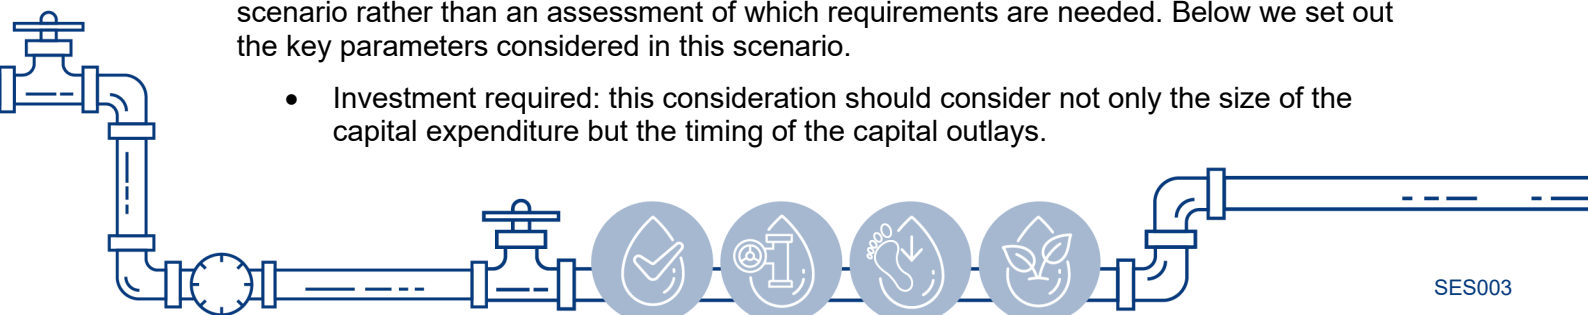 scenario rather than an assessment of which requirements are needed. Below we set out
the key parameters considered in this scenario.
• Investment required: this consideration should consider not only the size of the
capital expenditure but the timing of the capital outlays.
SES003